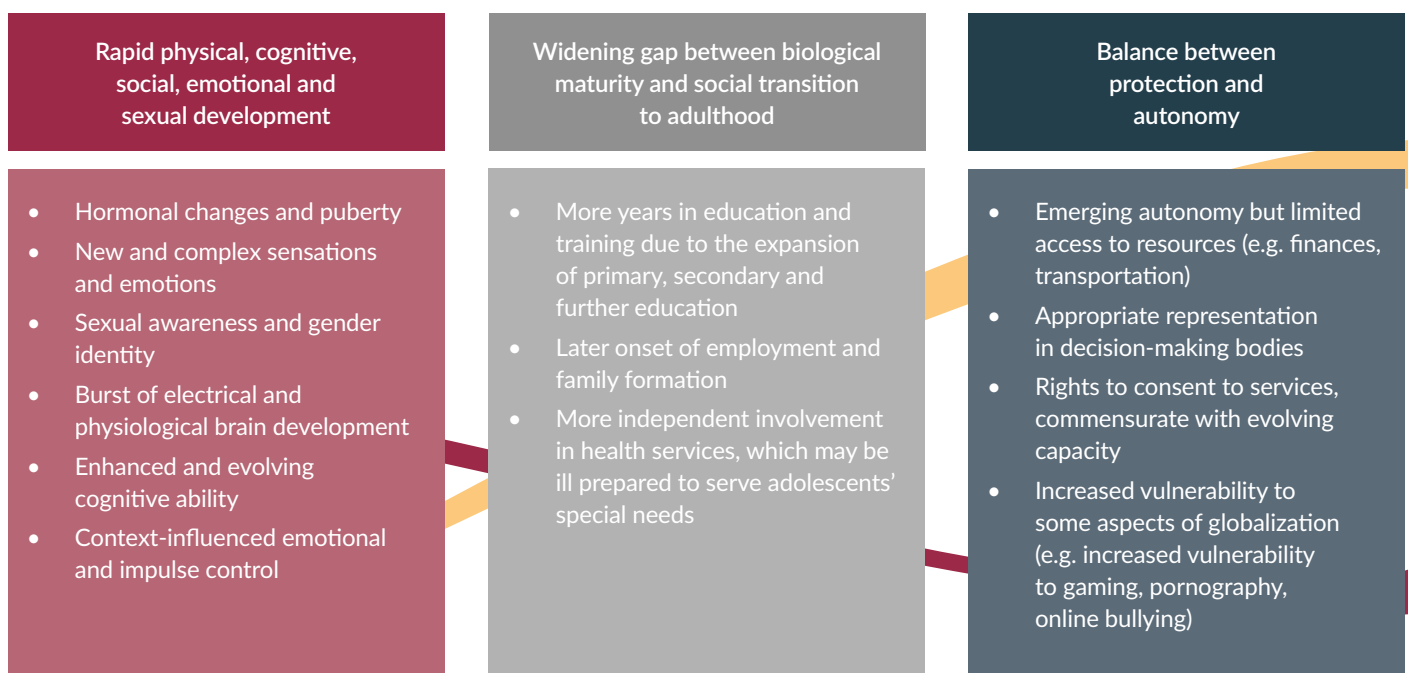 Rapid physical, cognitive,
social, emotional and
sexual development
• Hormonal changes and puberty
• New and complex sensations
and emotions
• Sexual awareness and gender
identity
• Burst of electrical and
physiological brain development
• Enhanced and evolving
cognitive ability
• Context-influenced emotional
and impulse control
Widening gap between biological
maturity and social transition
to adulthood
• More years in education and
training due to the expansion
of primary, secondary and
further education
• Later onset of employment and
family formation
• More independent involvement
in health services, which may be
ill prepared to serve adolescents’
special needs
Balance between
protection and
autonomy
• Emerging autonomy but limited
access to resources (e.g. finances,
transportation)
• Appropriate representation
in decision-making bodies
• Rights to consent to services,
commensurate with evolving
capacity
• Increased vulnerability to
some aspects of globalization
(e.g. increased vulnerability
to gaming, pornography,
online bullying)